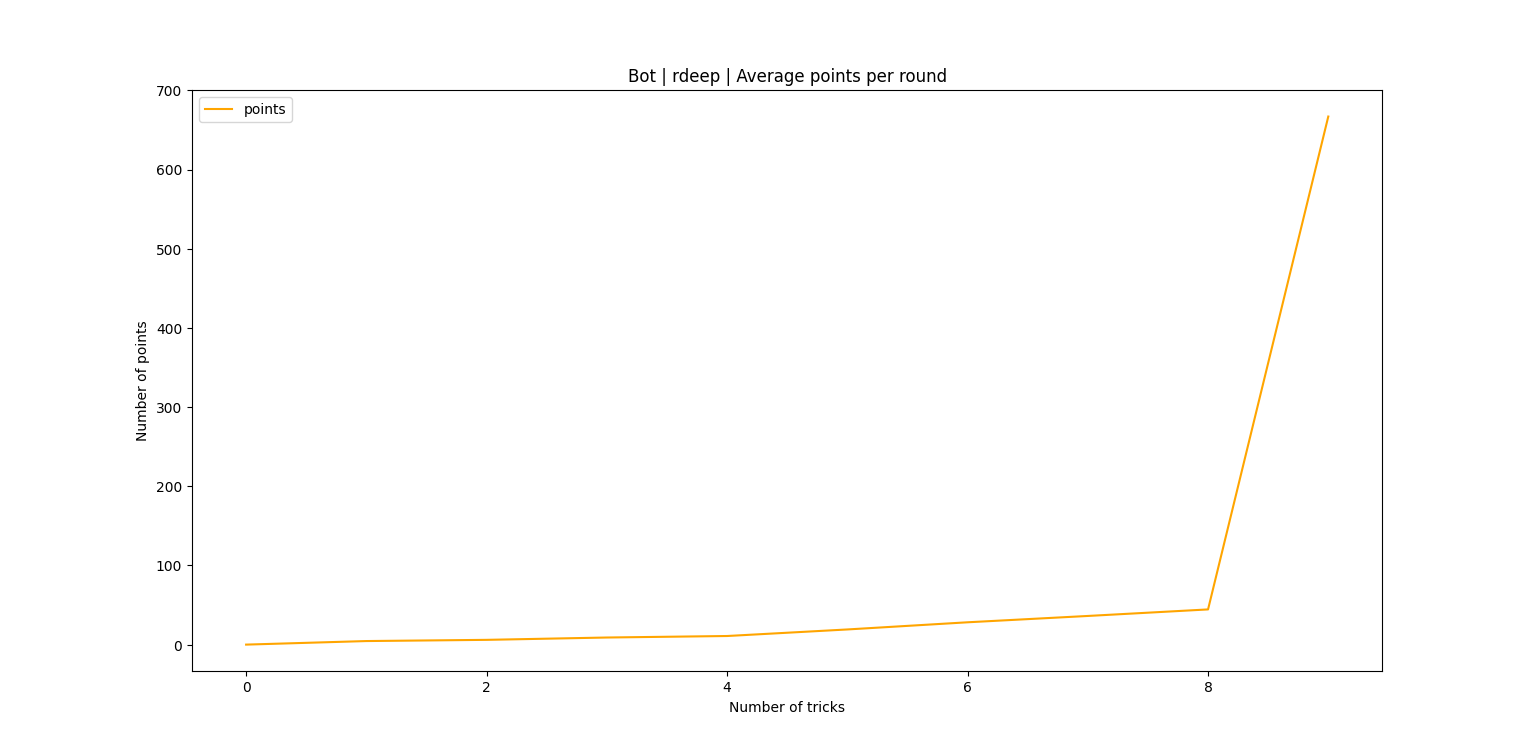 Bot | rdeep | Average points per round
points
700
600
500
400
300
200
100
0
Number of points
0 2 4 6 8
Number of tricks